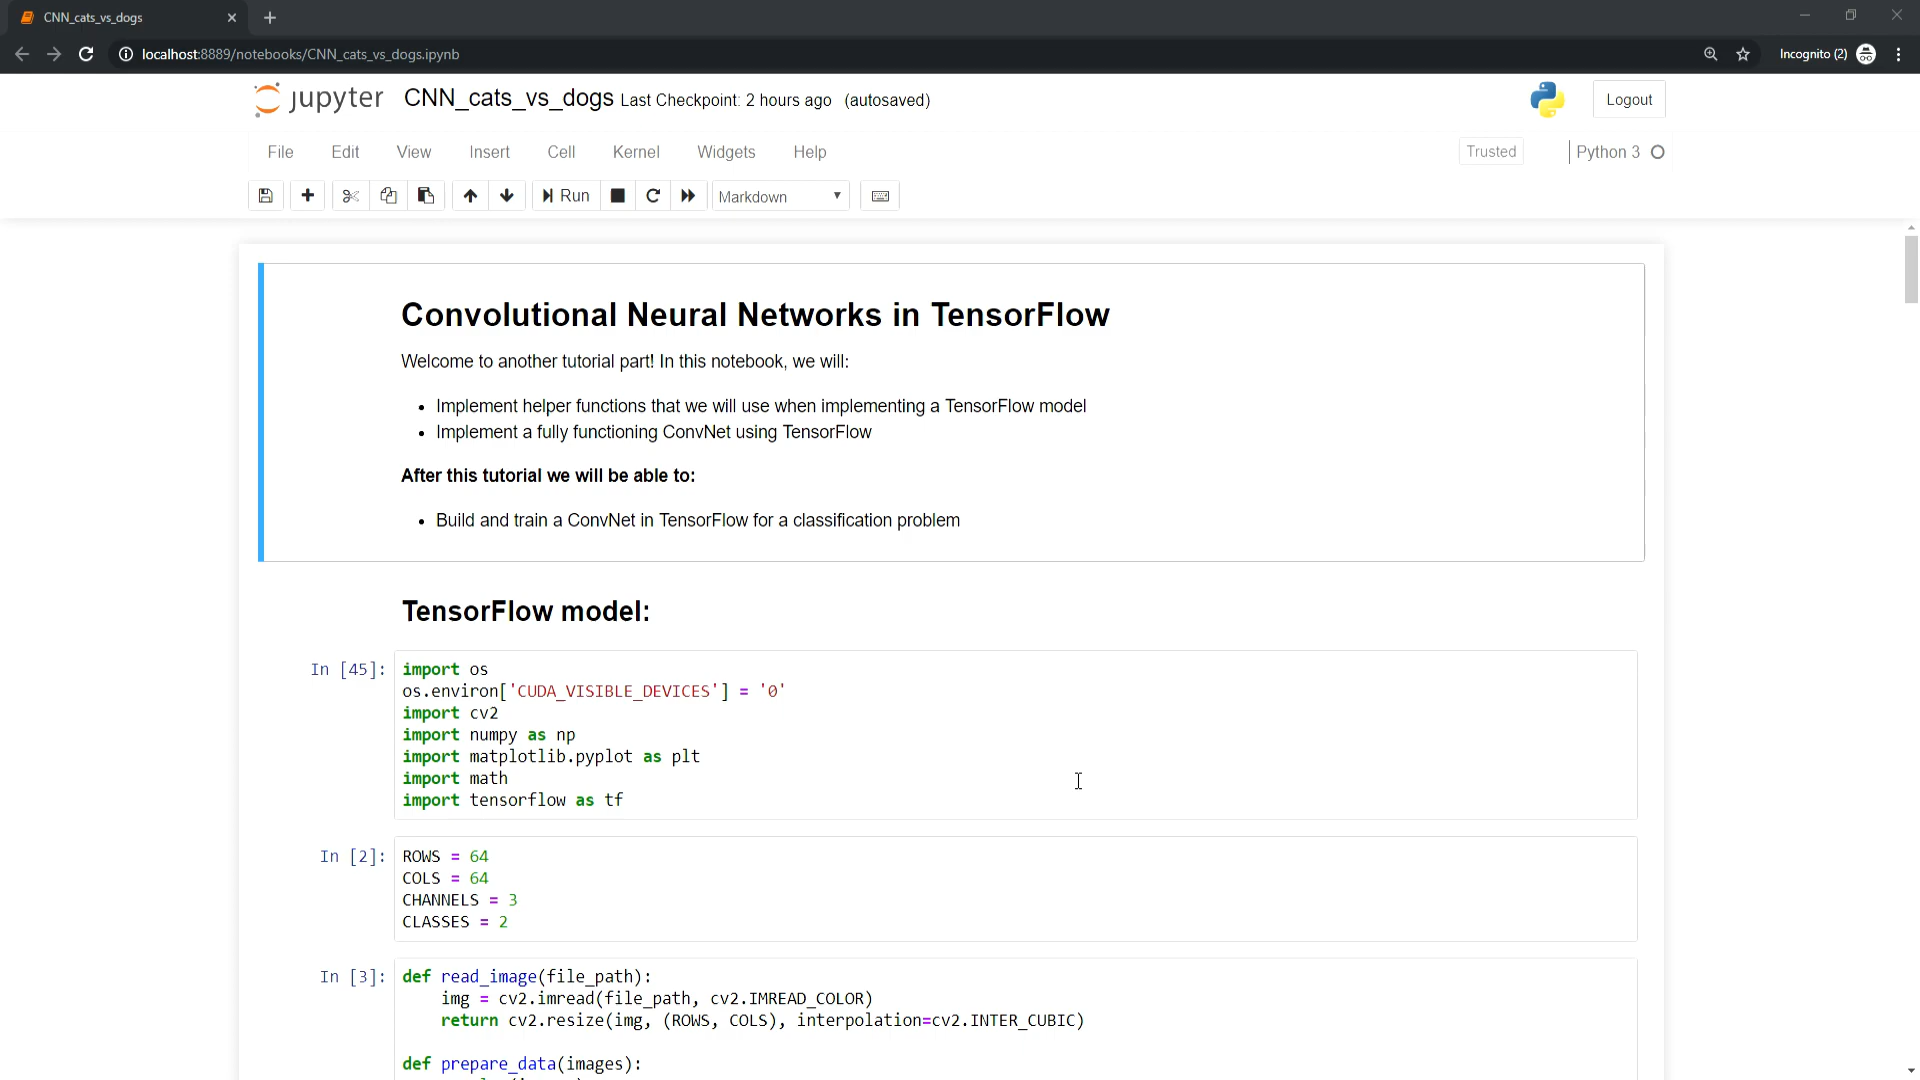 CNN_cats_vs_dogs
localhost:8889/notebooks/CNN_cats_vs_dogs.ipynb
Incognito (2)
jupyter CNN_cats_vs_dogs Last Checkpoint: 2 hours ago (autosaved)
Logout
File Edit View Insert Cell Kernel Widgets Help
Trusted
Python 3
Run
Markdown
Convolutional Neural Networks in TensorFlow
Welcome to another tutorial part! In this notebook, we will:
• Implement helper functions that we will use when implementing a TensorFlow model
• Implement a fully functioning ConvNet using TensorFlow
After this tutorial we will be able to:
• Build and train a ConvNet in TensorFlow for a classification problem
TensorFlow model:
In [45]: import os
os.environ['CUDA_VISIBLE_DEVICES'] = '0'
import cv2
import numpy as np
import matplotlib.pyplot as plt
import math
import tensorflow as tf
In [2]: ROWS = 64
COLS = 64
CHANNELS = 3
CLASSES = 2
In [3]: def read_image(file_path):
img = cv2.imread(file_path, cv2.IMREAD_COLOR)
return cv2.resize(img, (ROWS, COLS), interpolation=cv2.INTER_CUBIC)
def prepare_data(images):